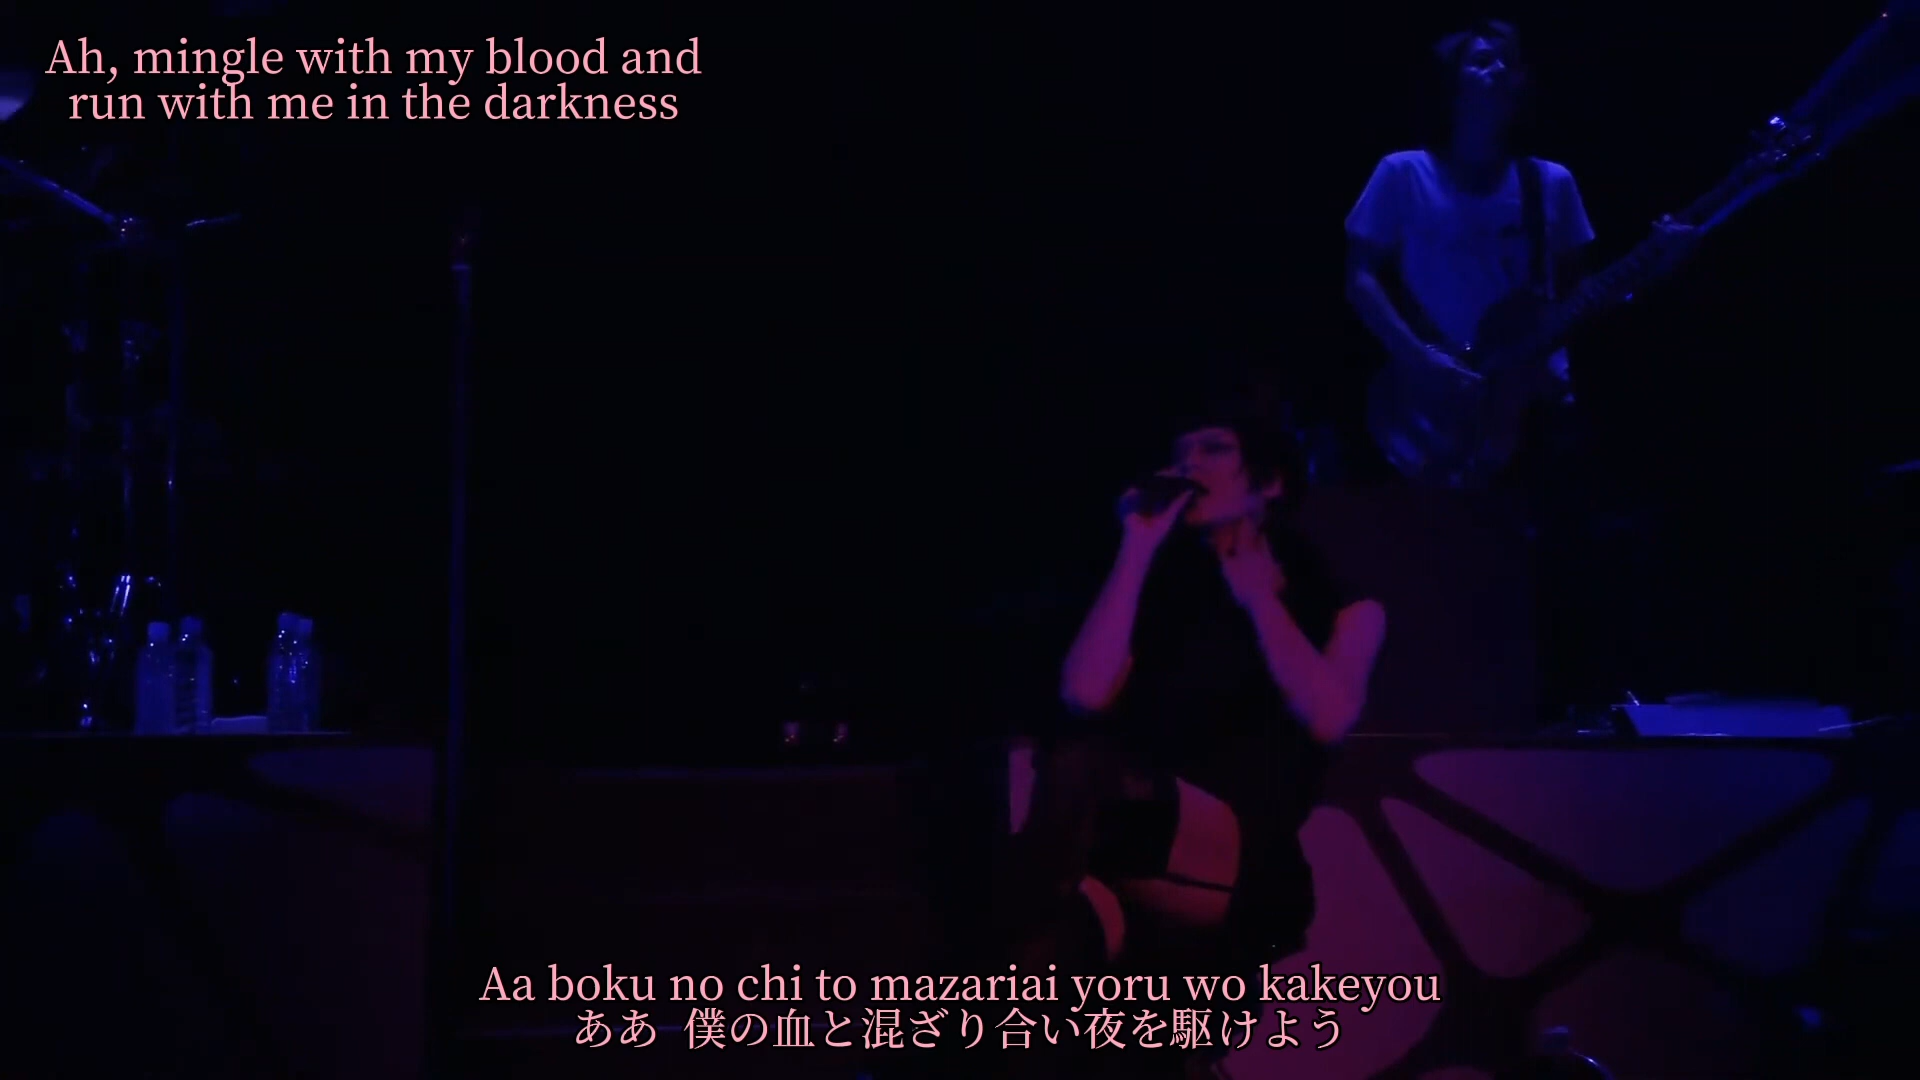 Ah, mingle with my blood and
run with me in the darkness
Aa boku no chi to mazariai yoru wo kakeyou
ああ 僕の血と混ざり合い夜を駆けよう